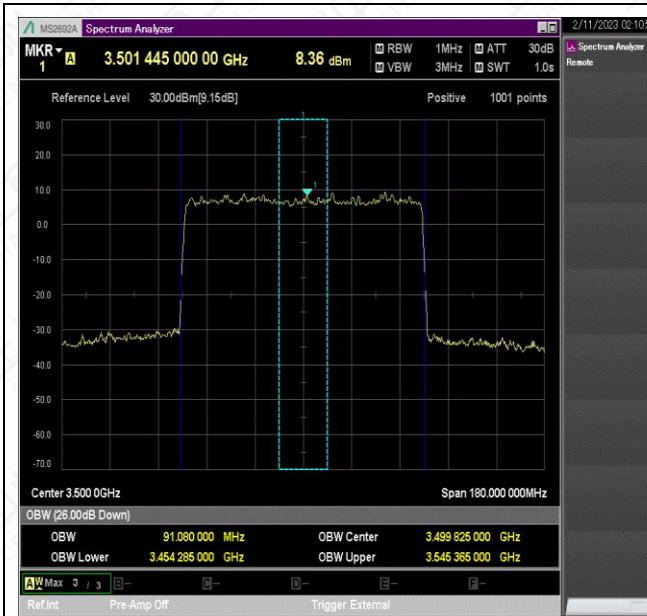 MS2692A Spectrum Analyzer
2/11/2023 02:10:5
MKR 1 A 3.501 445 000 00 GHz 8.36 dBm
M RBW 1MHz M ATT 30dB
M VBW 3MHz M SWT 1.0s
Spectrum Analyzer
Remote
Reference Level 30.00dBm[9.15dB] Positive 1001 points
30.0
20.0
10.0
0.0
-10.0
-20.0
-30.0
-40.0
-50.0
-60.0
-70.0
1
1
Center 3.500 0GHz Span 180.000 000MHz
OBW (26.00dB Down)
OBW 91.080 000 MHz OBW Center 3.499 825 000 GHz
OBW Lower 3.454 285 000 GHz OBW Upper 3.545 365 000 GHz
A W Max 3 / 3 B- C- D- E- F-
Ref.Int Pre-Amp Off Trigger External